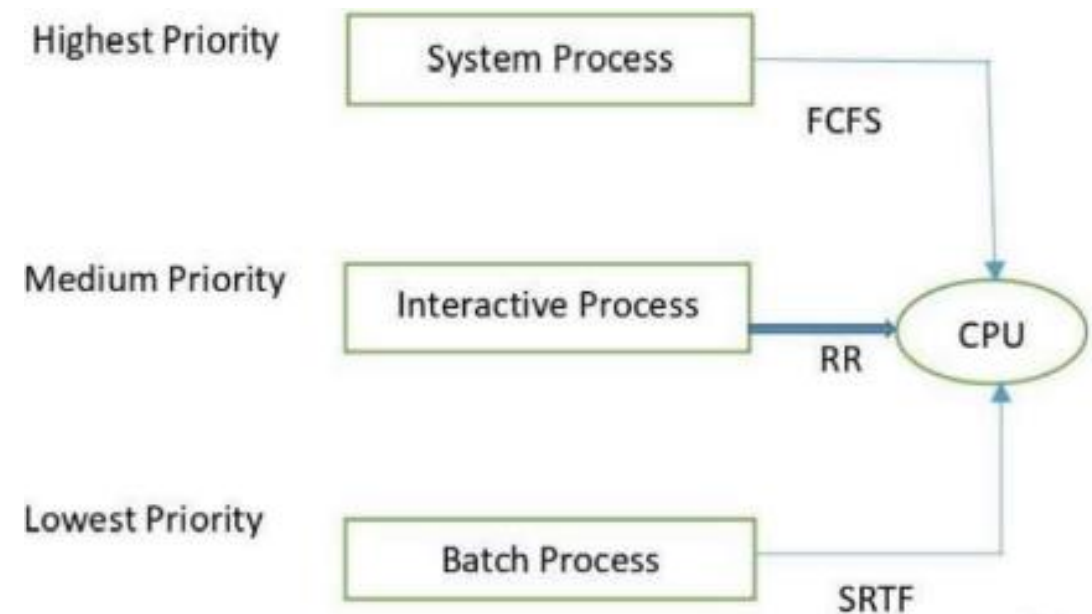 Highest Priority
System Process
FCFS
Medium Priority
Interactive Process
CPU
RR
Lowest Priority
Batch Process
SRTF